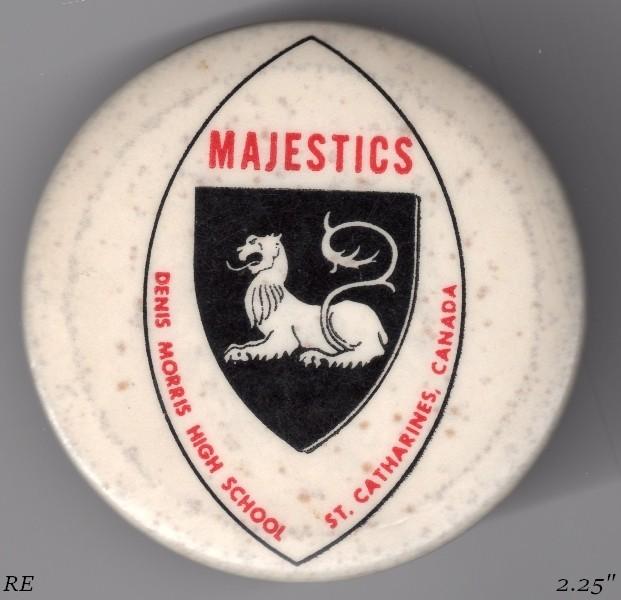 MAJESTICS
DENIS MORRIS HIGH SCHOOL
ST. CATHARINES, CANADA
RE
2.25"